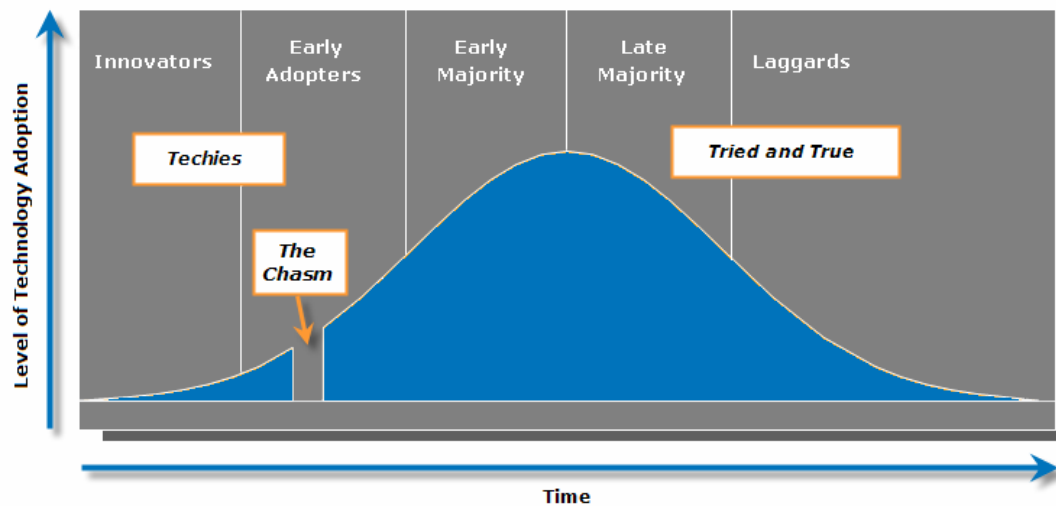 Innovators
Early
Adopters
Early
Majority
Late
Majority
Laggards
Techies
Tried and True
The
Chasm
Level of Technology Adoption
Time